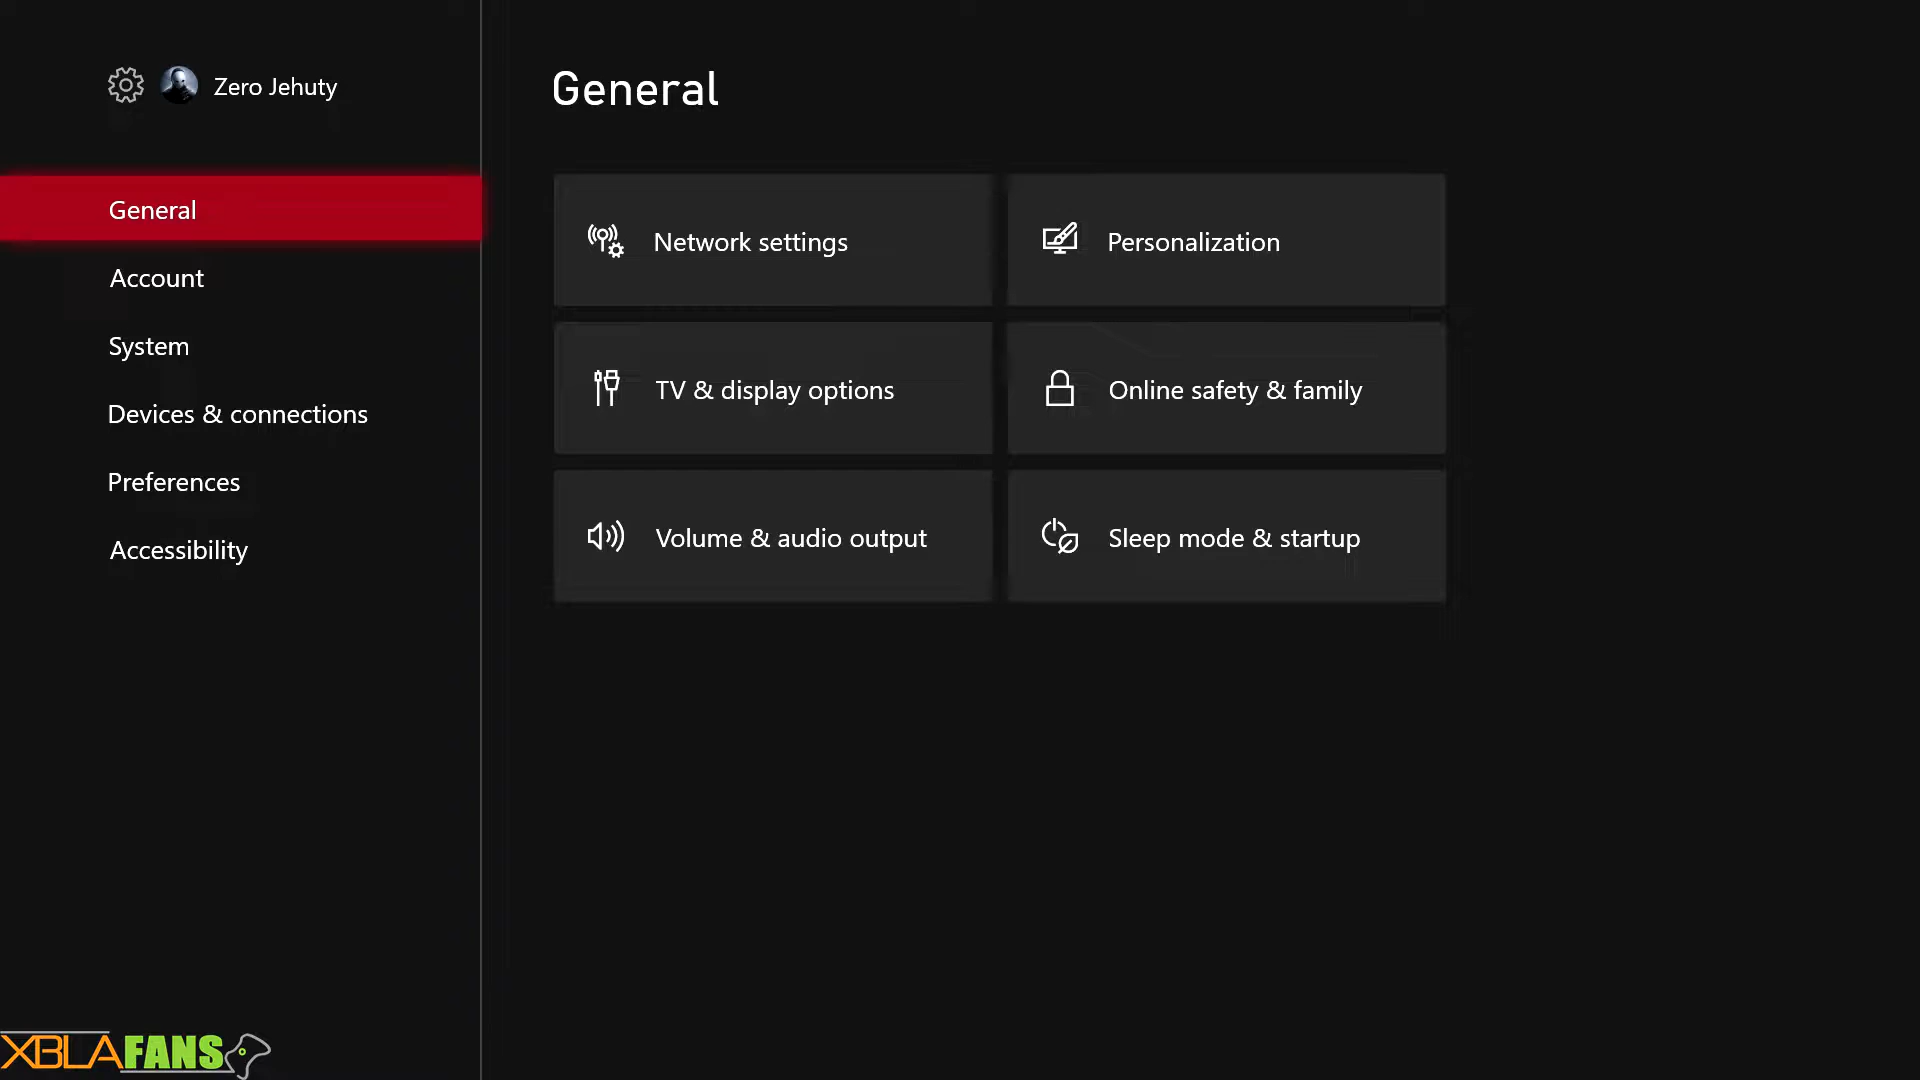 Zero Jehuty
General
Account
System
Devices & connections
Preferences
Accessibility
General
Network settings
Personalization
TV & display options
Online safety & family
Volume & audio output
Sleep mode & startup
XBLAFANS